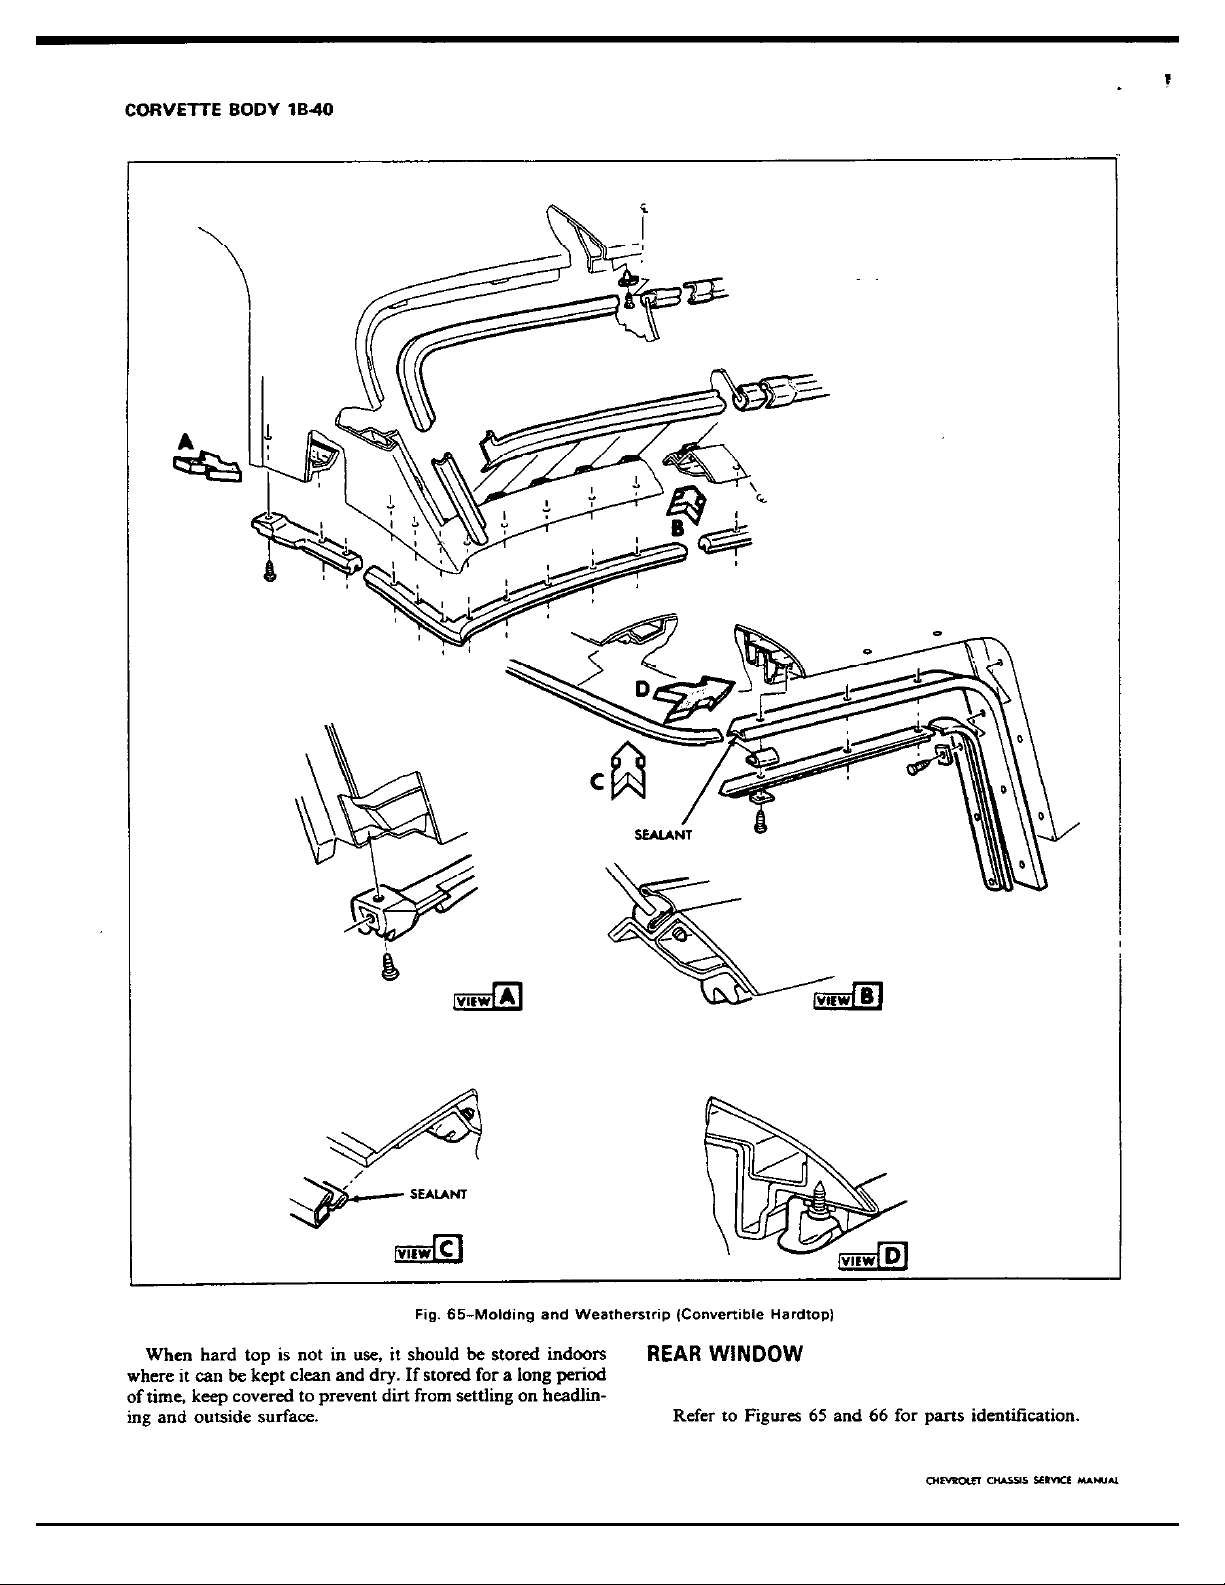 CORVETTE BODY 1B-40
A
B
D
C
SEALANT
VIEW A
VIEW B
SEALANT
VIEW C
VIEW D
Fig. 65–Molding and Weatherstrip (Convertible Hardtop)
When hard top is not in use, it should be stored indoors
where it can be kept clean and dry. If stored for a long period
of time, keep covered to prevent dirt from settling on headlin-
ing and outside surface.
REAR WINDOW
Refer to Figures 65 and 66 for parts identification.
CHEVROLET CHASSIS SERVICE MANUAL